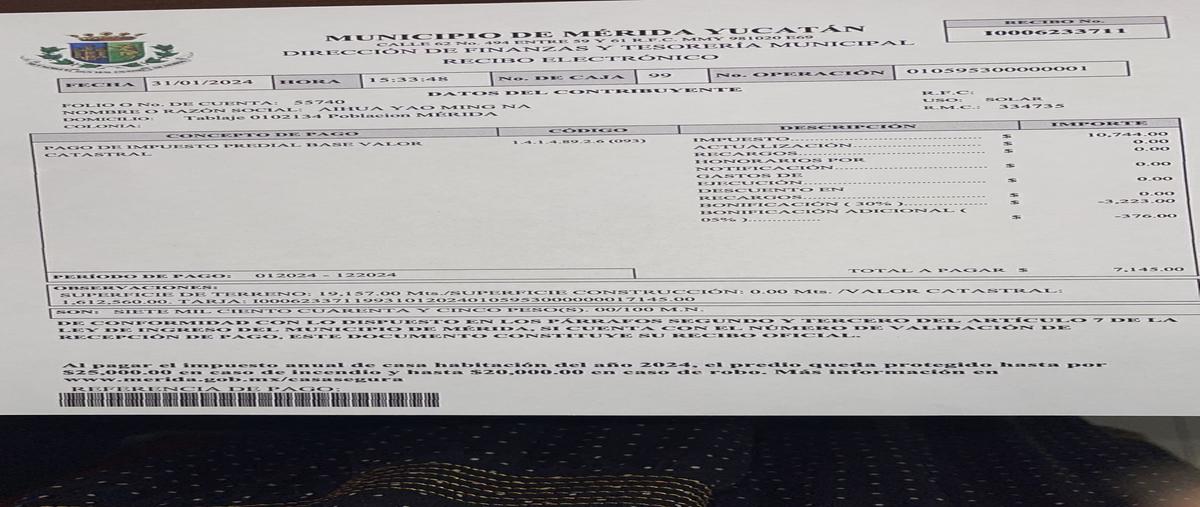 MUNICIPIO DE MÉRIDA YUCATÁN
CALLE 62 No. 494 ENTRE 59 Y 61 R.F.C. MMY 981020 E69
DIRECCIÓN DE FINANZAS Y TESORERÍA MUNICIPAL
RECIBO ELECTRÓNICO
RECIBO No.
I0006233711
FECHA 31/01/2024 HORA 15:33:48 No. DE CAJA 99 No. OPERACIÓN 010595300000001
DATOS DEL CONTRIBUYENTE
FOLIO O No. DE CUENTA: 55740
NOMBRE O RAZÓN SOCIAL: AIHUA YAO MING NA
DOMICILIO: Tablaje 0102134 Poblacion MÉRIDA
COLONIA:
R.F.C:
USO: SOLAR
R.M.C.: 334735
CONCEPTO DE PAGO CÓDIGO DESCRIPCIÓN IMPORTE
PAGO DE IMPUESTO PREDIAL BASE VALOR CATASTRAL 1.4.1.4.89.2.6 (093)
IMPUESTO.......... $ 10,744.00
ACTUALIZACIÓN.......... $ 0.00
RECARGOS.......... $ 0.00
HONORARIOS POR
NOTIFICACIÓN.......... $ 0.00
GASTOS DE
EJECUCIÓN.......... $ 0.00
DESCUENTO EN
RECARGOS.......... $ 0.00
BONIFICACIÓN ( 30% ).......... $ -3,223.00
BONIFICACIÓN ADICIONAL (
05% ).......... $ -376.00
PERÍODO DE PAGO: 012024 - 122024
TOTAL A PAGAR $ 7,145.00
OBSERVACIONES:
SUPERFICIE DE TERRENO: 19,157.00 Mts./SUPERFICIE CONSTRUCCIÓN: 0.00 Mts. /VALOR CATASTRAL:
1,612,560.00. TARJA: I00062337119931012024010595300000000017145.00
SON: SIETE MIL CIENTO CUARENTA Y CINCO PESO(S). 00/100 M.N.
DE CONFORMIDAD CON LO DISPUESTO EN LOS PÁRRAFOS SEGUNDO Y TERCERO DEL ARTÍCULO 7 DE LA
LEY DE INGRESO DEL MUNICIPIO DE MÉRIDA, SI CUENTA CON EL NÚMERO DE VALIDACIÓN DE
RECEPCIÓN DE PAGO, ESTE DOCUMENTO CONSTITUYE SU RECIBO OFICIAL.
Al pagar el impuesto anual de casa habitación del año 2024, el predio queda protegido hasta por
$25,000.00 en caso de incendio y hasta $20,000.00 en caso de robo. Más información en
www.merida.gob.mx/casasegura
REFERENCIA DE PAGO: